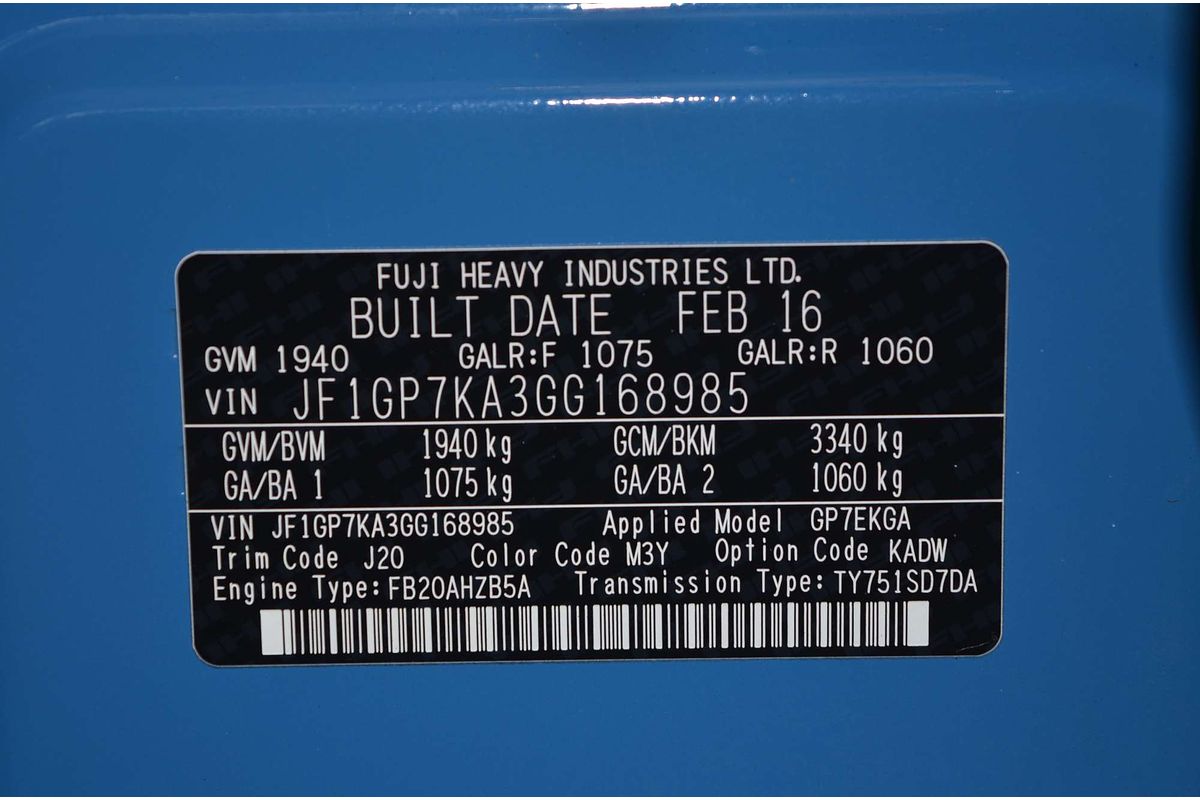 FUJI HEAVY INDUSTRIES LTD.
BUILT DATE FEB 16
GVM 1940 GALR:F 1075 GALR:R 1060
VIN JF1GP7KA3GG168985
GVM/BVM 1940 kg GCM/BKM 3340 kg
GA/BA 1 1075 kg GA/BA 2 1060 kg
VIN JF1GP7KA3GG168985 Applied Model GP7EKGA
Trim Code J20 Color Code M3Y Option Code KADW
Engine Type:FB20AHZB5A Transmission Type:TY751SD7DA